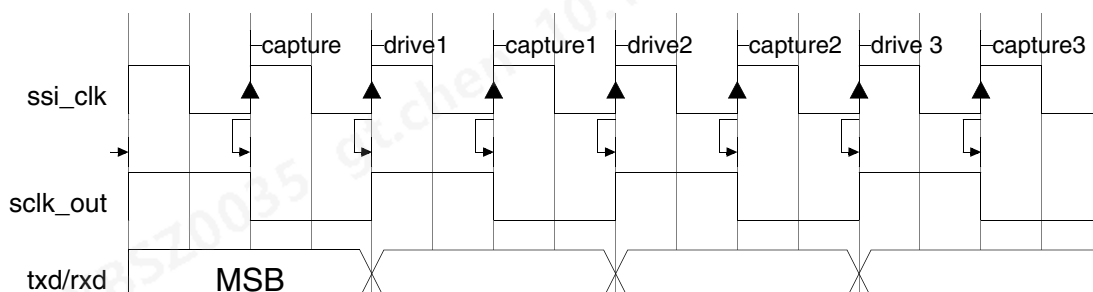 capture drive1 capture1 drive2 capture2 drive 3 capture3
ssi_clk
sclk_out
txd/rxd MSB